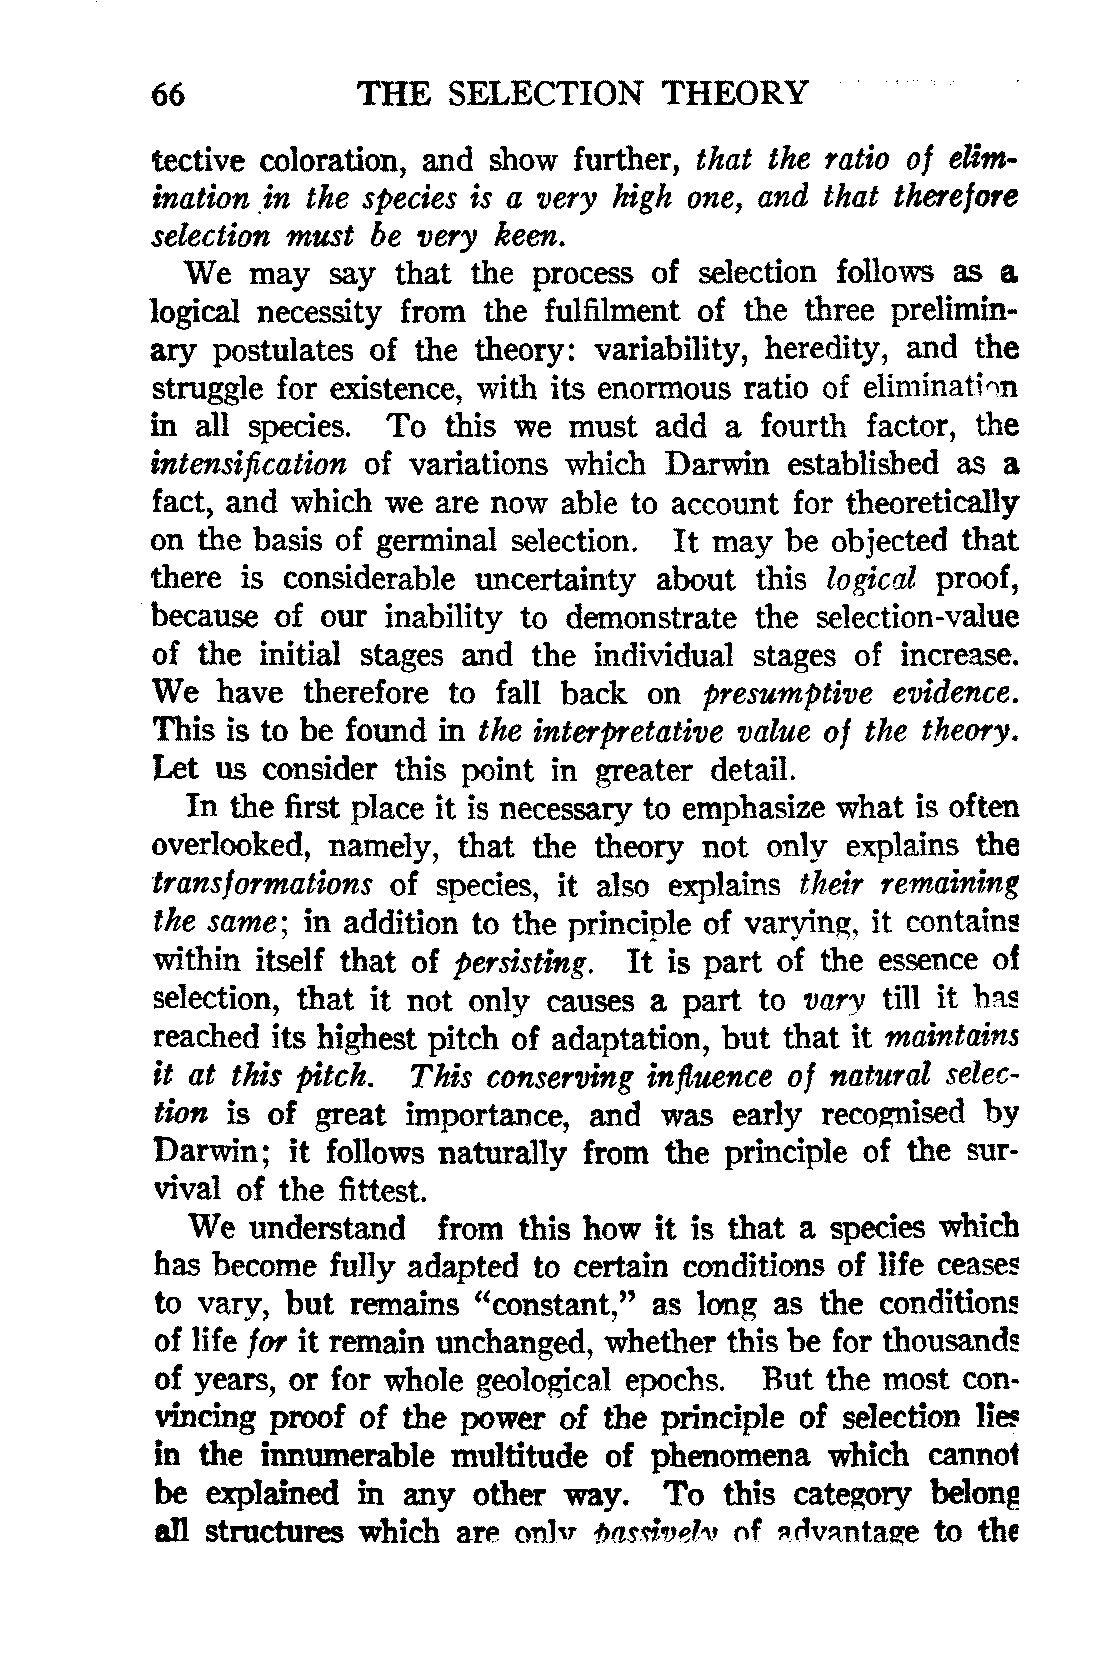 66 THE SELECTION THEORY
tective coloration, and show further, that the ratio of elim-
ination in the species is a very high one, and that therefore
selection must be very keen.
We may say that the process of selection follows as a
logical necessity from the fulfilment of the three prelimin-
ary postulates of the theory: variability, heredity, and the
struggle for existence, with its enormous ratio of elimination
in all species. To this we must add a fourth factor, the
intensification of variations which Darwin established as a
fact, and which we are now able to account for theoretically
on the basis of germinal selection. It may be objected that
there is considerable uncertainty about this logical proof,
because of our inability to demonstrate the selection-value
of the initial stages and the individual stages of increase.
We have therefore to fall back on presumptive evidence.
This is to be found in the interpretative value of the theory.
Let us consider this point in greater detail.
In the first place it is necessary to emphasize what is often
overlooked, namely, that the theory not only explains the
transformations of species, it also explains their remaining
the same; in addition to the principle of varying, it contains
within itself that of persisting. It is part of the essence of
selection, that it not only causes a part to vary till it has
reached its highest pitch of adaptation, but that it maintains
it at this pitch. This conserving influence of natural selec-
tion is of great importance, and was early recognised by
Darwin; it follows naturally from the principle of the sur-
vival of the fittest.
We understand from this how it is that a species which
has become fully adapted to certain conditions of life ceases
to vary, but remains “constant,” as long as the conditions
of life for it remain unchanged, whether this be for thousands
of years, or for whole geological epochs. But the most con-
vincing proof of the power of the principle of selection lies
in the innumerable multitude of phenomena which cannot
be explained in any other way. To this category belong
all structures which are only passively of advantage to the